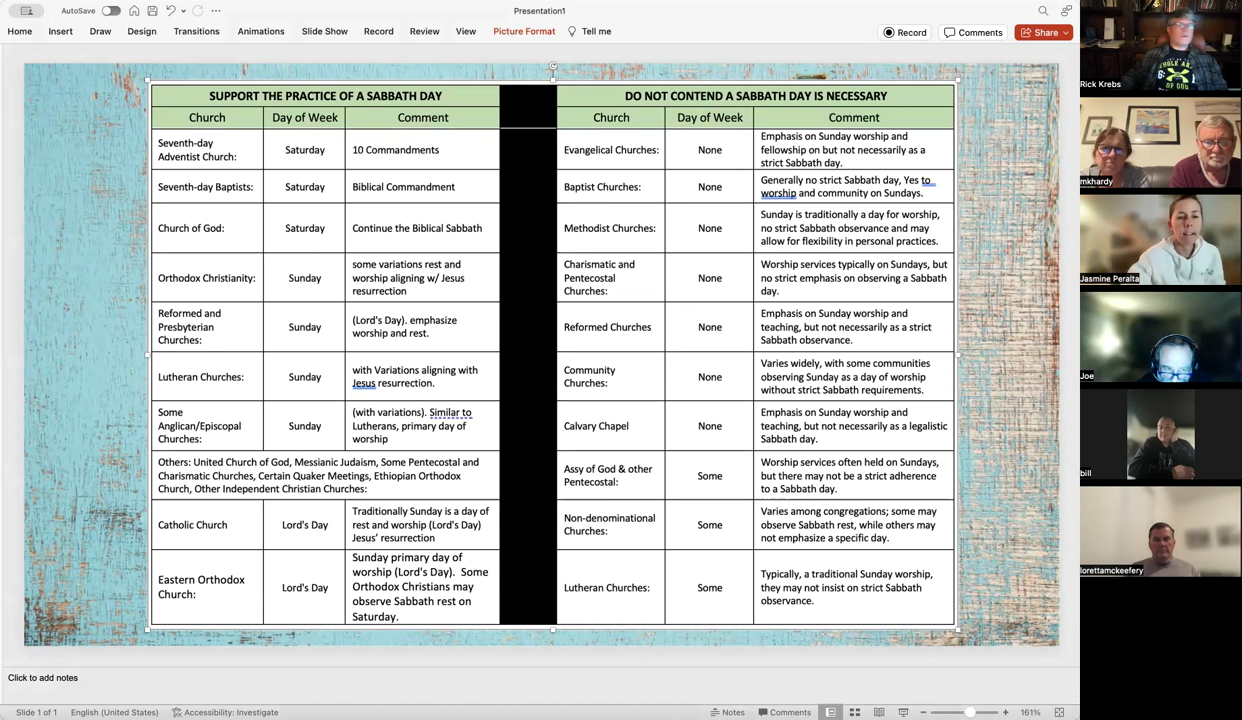 AutoSave
Presentation1
Home Insert Draw Design Transitions Animations Slide Show Record Review View Picture Format Tell me
Record Comments Share
SUPPORT THE PRACTICE OF A SABBATH DAY
Church Day of Week Comment
Seventh-day
Adventist Church:
Saturday
10 Commandments
Seventh-day Baptists:
Saturday
Biblical Commandment
Church of God:
Saturday
Continue the Biblical Sabbath
Orthodox Christianity:
Sunday
some variations rest and
worship aligning w/ Jesus
resurrection
Reformed and
Presbyterian
Churches:
Sunday
(Lord's Day). emphasize
worship and rest.
Lutheran Churches:
Sunday
with Variations aligning with
Jesus resurrection.
Some
Anglican/Episcopal
Churches:
Sunday
(with variations). Similar to
Lutherans, primary day of
worship
Others: United Church of God, Messianic Judaism, Some Pentecostal and
Charismatic Churches, Certain Quaker Meetings, Ethiopian Orthodox
Church, Other Independent Christian Churches:
Catholic Church
Lord's Day
Traditionally Sunday is a day of
rest and worship (Lord's Day)
Jesus' resurrection
Eastern Orthodox
Church:
Lord's Day
Sunday primary day of
worship (Lord's Day). Some
Orthodox Christians may
observe Sabbath rest on
Saturday.
DO NOT CONTEND A SABBATH DAY IS NECESSARY
Church Day of Week Comment
Evangelical Churches:
None
Emphasis on Sunday worship and
fellowship on but not necessarily as a
strict Sabbath day.
Baptist Churches:
None
Generally no strict Sabbath day, Yes to
worship and community on Sundays.
Methodist Churches:
None
Sunday is traditionally a day for worship,
no strict Sabbath observance and may
allow for flexibility in personal practices.
Charismatic and
Pentecostal
Churches:
None
Worship services typically on Sundays, but
no strict emphasis on observing a Sabbath
day.
Reformed Churches
None
Emphasis on Sunday worship and
teaching, but not necessarily as a strict
Sabbath observance.
Community
Churches:
None
Varies widely, with some communities
observing Sunday as a day of worship
without strict Sabbath requirements.
Calvary Chapel
None
Emphasis on Sunday worship and
teaching, but not necessarily as a legalistic
Sabbath day.
Assy of God & other
Pentecostal:
Some
Worship services often held on Sundays,
but there may not be a strict adherence
to a Sabbath day.
Non-denominational
Churches:
Some
Varies among congregations; some may
observe Sabbath rest, while others may
not emphasize a specific day.
Lutheran Churches:
Some
Typically, a traditional Sunday worship,
they may not insist on strict Sabbath
observance.
Rick Krebs
mkhardy
Jasmine Peralta
Joe
bill
lorettamckeefery
Click to add notes
Slide 1 of 1 English (United States) Accessibility: Investigate
Notes Comments 161%